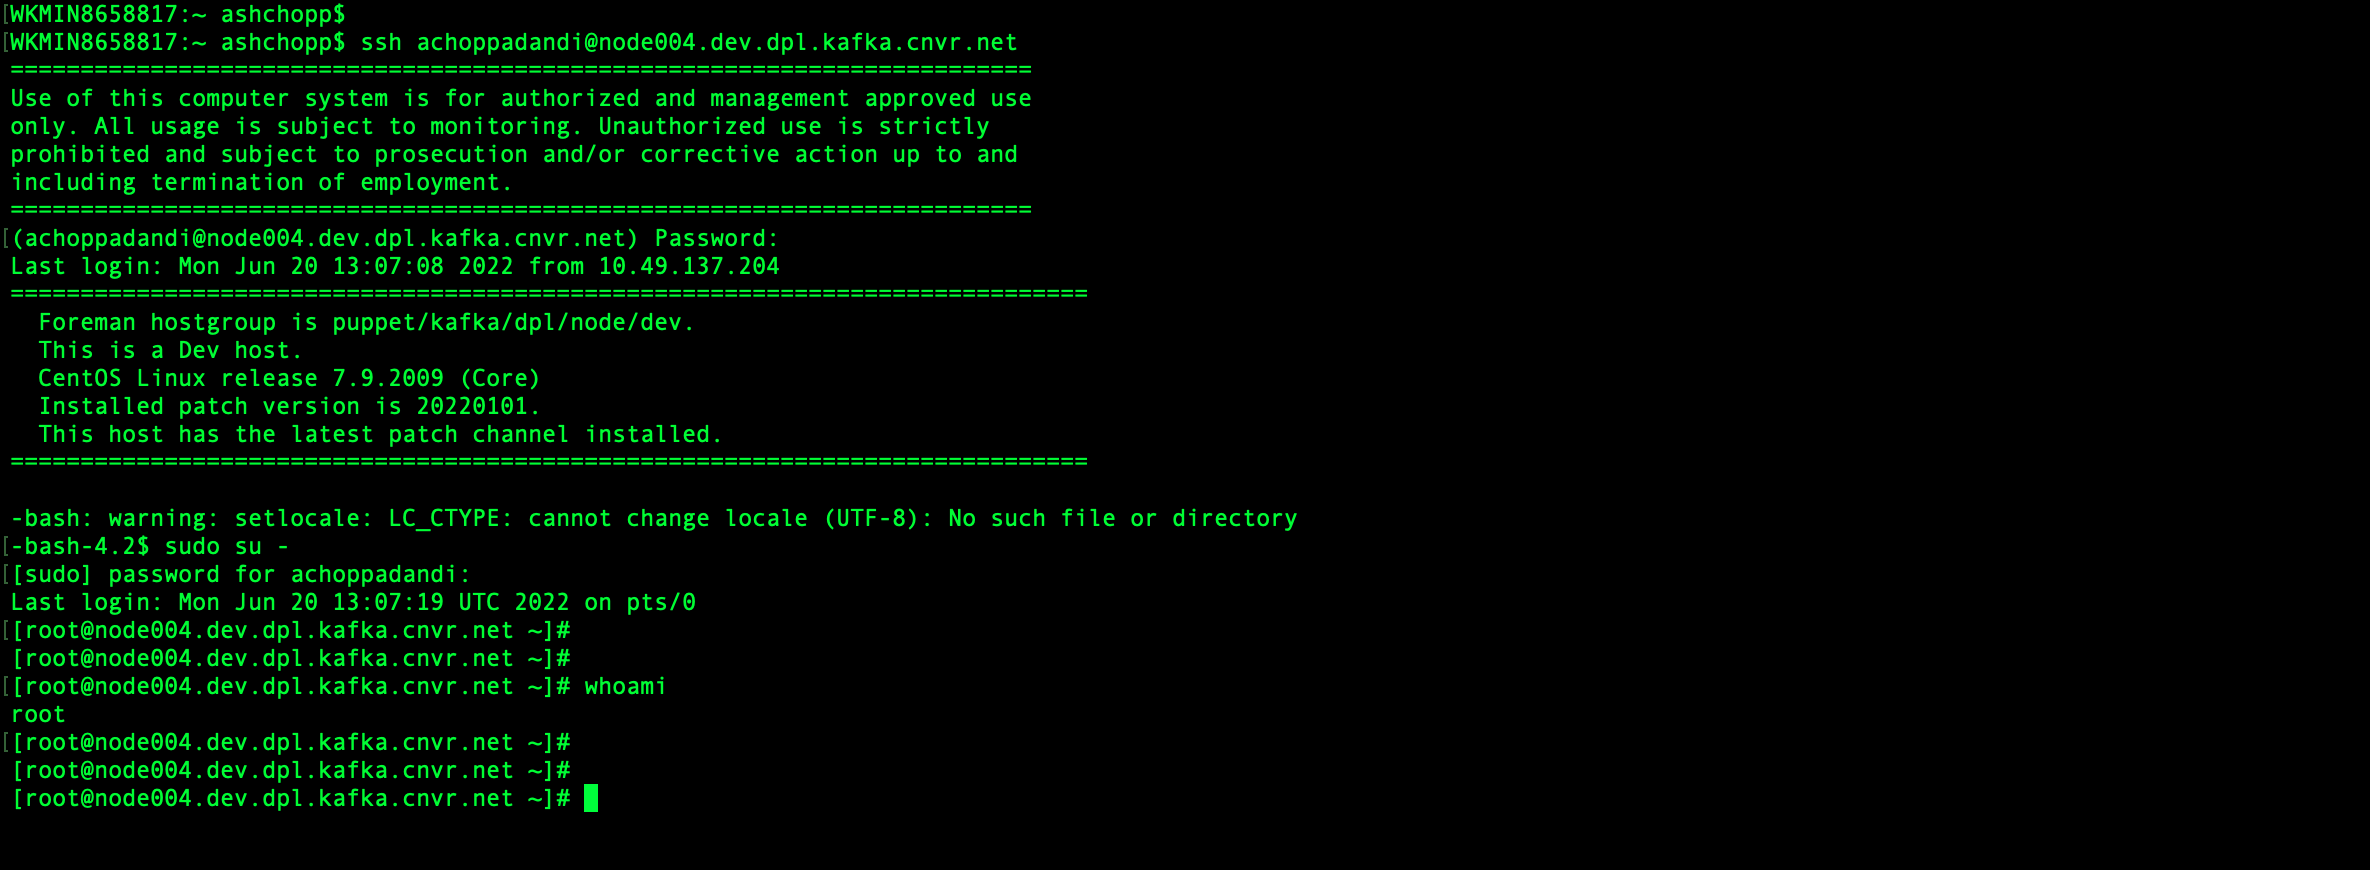 [WKMIN8658817:~ ashchopp$
[WKMIN8658817:~ ashchopp$ ssh achoppadandi@node004.dev.dpl.kafka.cnvr.net
=========================================================================
Use of this computer system is for authorized and management approved use
only. All usage is subject to monitoring. Unauthorized use is strictly
prohibited and subject to prosecution and/or corrective action up to and
including termination of employment.
=========================================================================
[(achoppadandi@node004.dev.dpl.kafka.cnvr.net) Password:
Last login: Mon Jun 20 13:07:08 2022 from 10.49.137.204
=============================================================================
  Foreman hostgroup is puppet/kafka/dpl/node/dev.
  This is a Dev host.
  CentOS Linux release 7.9.2009 (Core)
  Installed patch version is 20220101.
  This host has the latest patch channel installed.
=============================================================================
-bash: warning: setlocale: LC_CTYPE: cannot change locale (UTF-8): No such file or directory
[-bash-4.2$ sudo su -
[[sudo] password for achoppadandi:
Last login: Mon Jun 20 13:07:19 UTC 2022 on pts/0
[[root@node004.dev.dpl.kafka.cnvr.net ~]#
[root@node004.dev.dpl.kafka.cnvr.net ~]#
[[root@node004.dev.dpl.kafka.cnvr.net ~]# whoami
root
[[root@node004.dev.dpl.kafka.cnvr.net ~]#
[root@node004.dev.dpl.kafka.cnvr.net ~]#
[root@node004.dev.dpl.kafka.cnvr.net ~]#